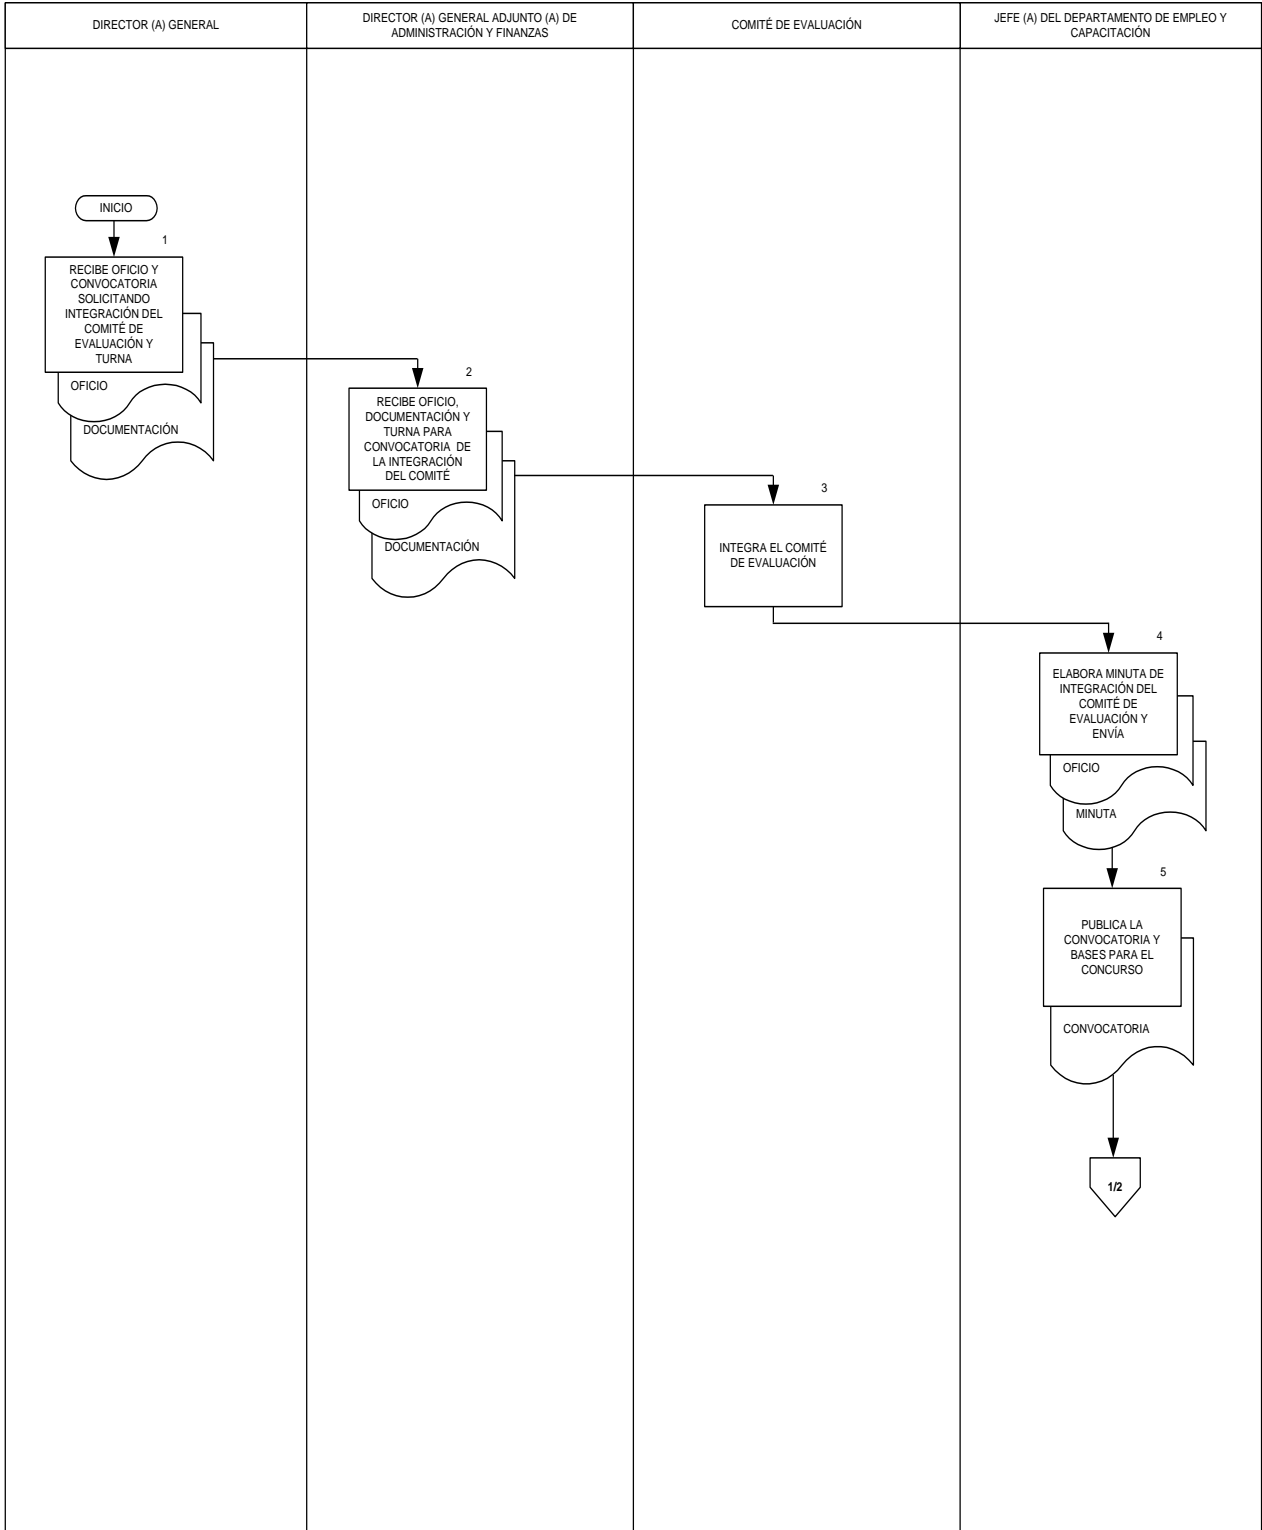 DIRECTOR (A) GENERAL
DIRECTOR (A) GENERAL ADJUNTO (A) DE
ADMINISTRACIÓN Y FINANZAS
COMITÉ DE EVALUACIÓN
JEFE (A) DEL DEPARTAMENTO DE EMPLEO Y
CAPACITACIÓN
INICIO
1
RECIBE OFICIO Y
CONVOCATORIA
SOLICITANDO
INTEGRACIÓN DEL
COMITÉ DE
EVALUACIÓN Y
TURNA
OFICIO
DOCUMENTACIÓN
2
RECIBE OFICIO,
DOCUMENTACIÓN Y
TURNA PARA
CONVOCATORIA DE
LA INTEGRACIÓN
DEL COMITÉ
OFICIO
DOCUMENTACIÓN
3
INTEGRA EL COMITÉ
DE EVALUACIÓN
4
ELABORA MINUTA DE
INTEGRACIÓN DEL
COMITÉ DE
EVALUACIÓN Y
ENVÍA
OFICIO
MINUTA
5
PUBLICA LA
CONVOCATORIA Y
BASES PARA EL
CONCURSO
CONVOCATORIA
1/2